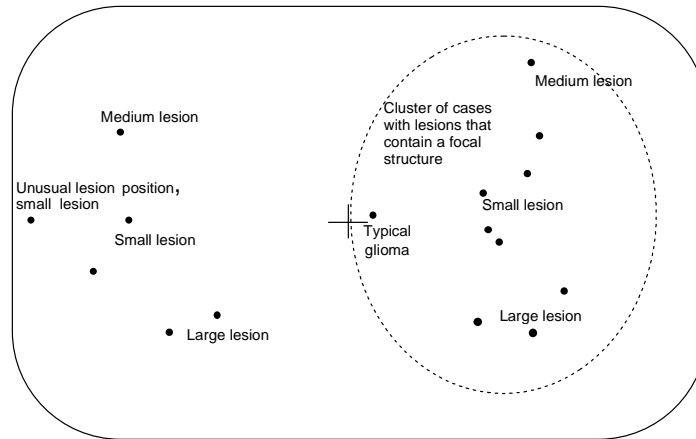 Medium lesion
Unusual lesion position,
small lesion
Small lesion
Large lesion
Cluster of cases
with lesions that
contain a focal
structure
Medium lesion
Small lesion
Typical
glioma
Large lesion